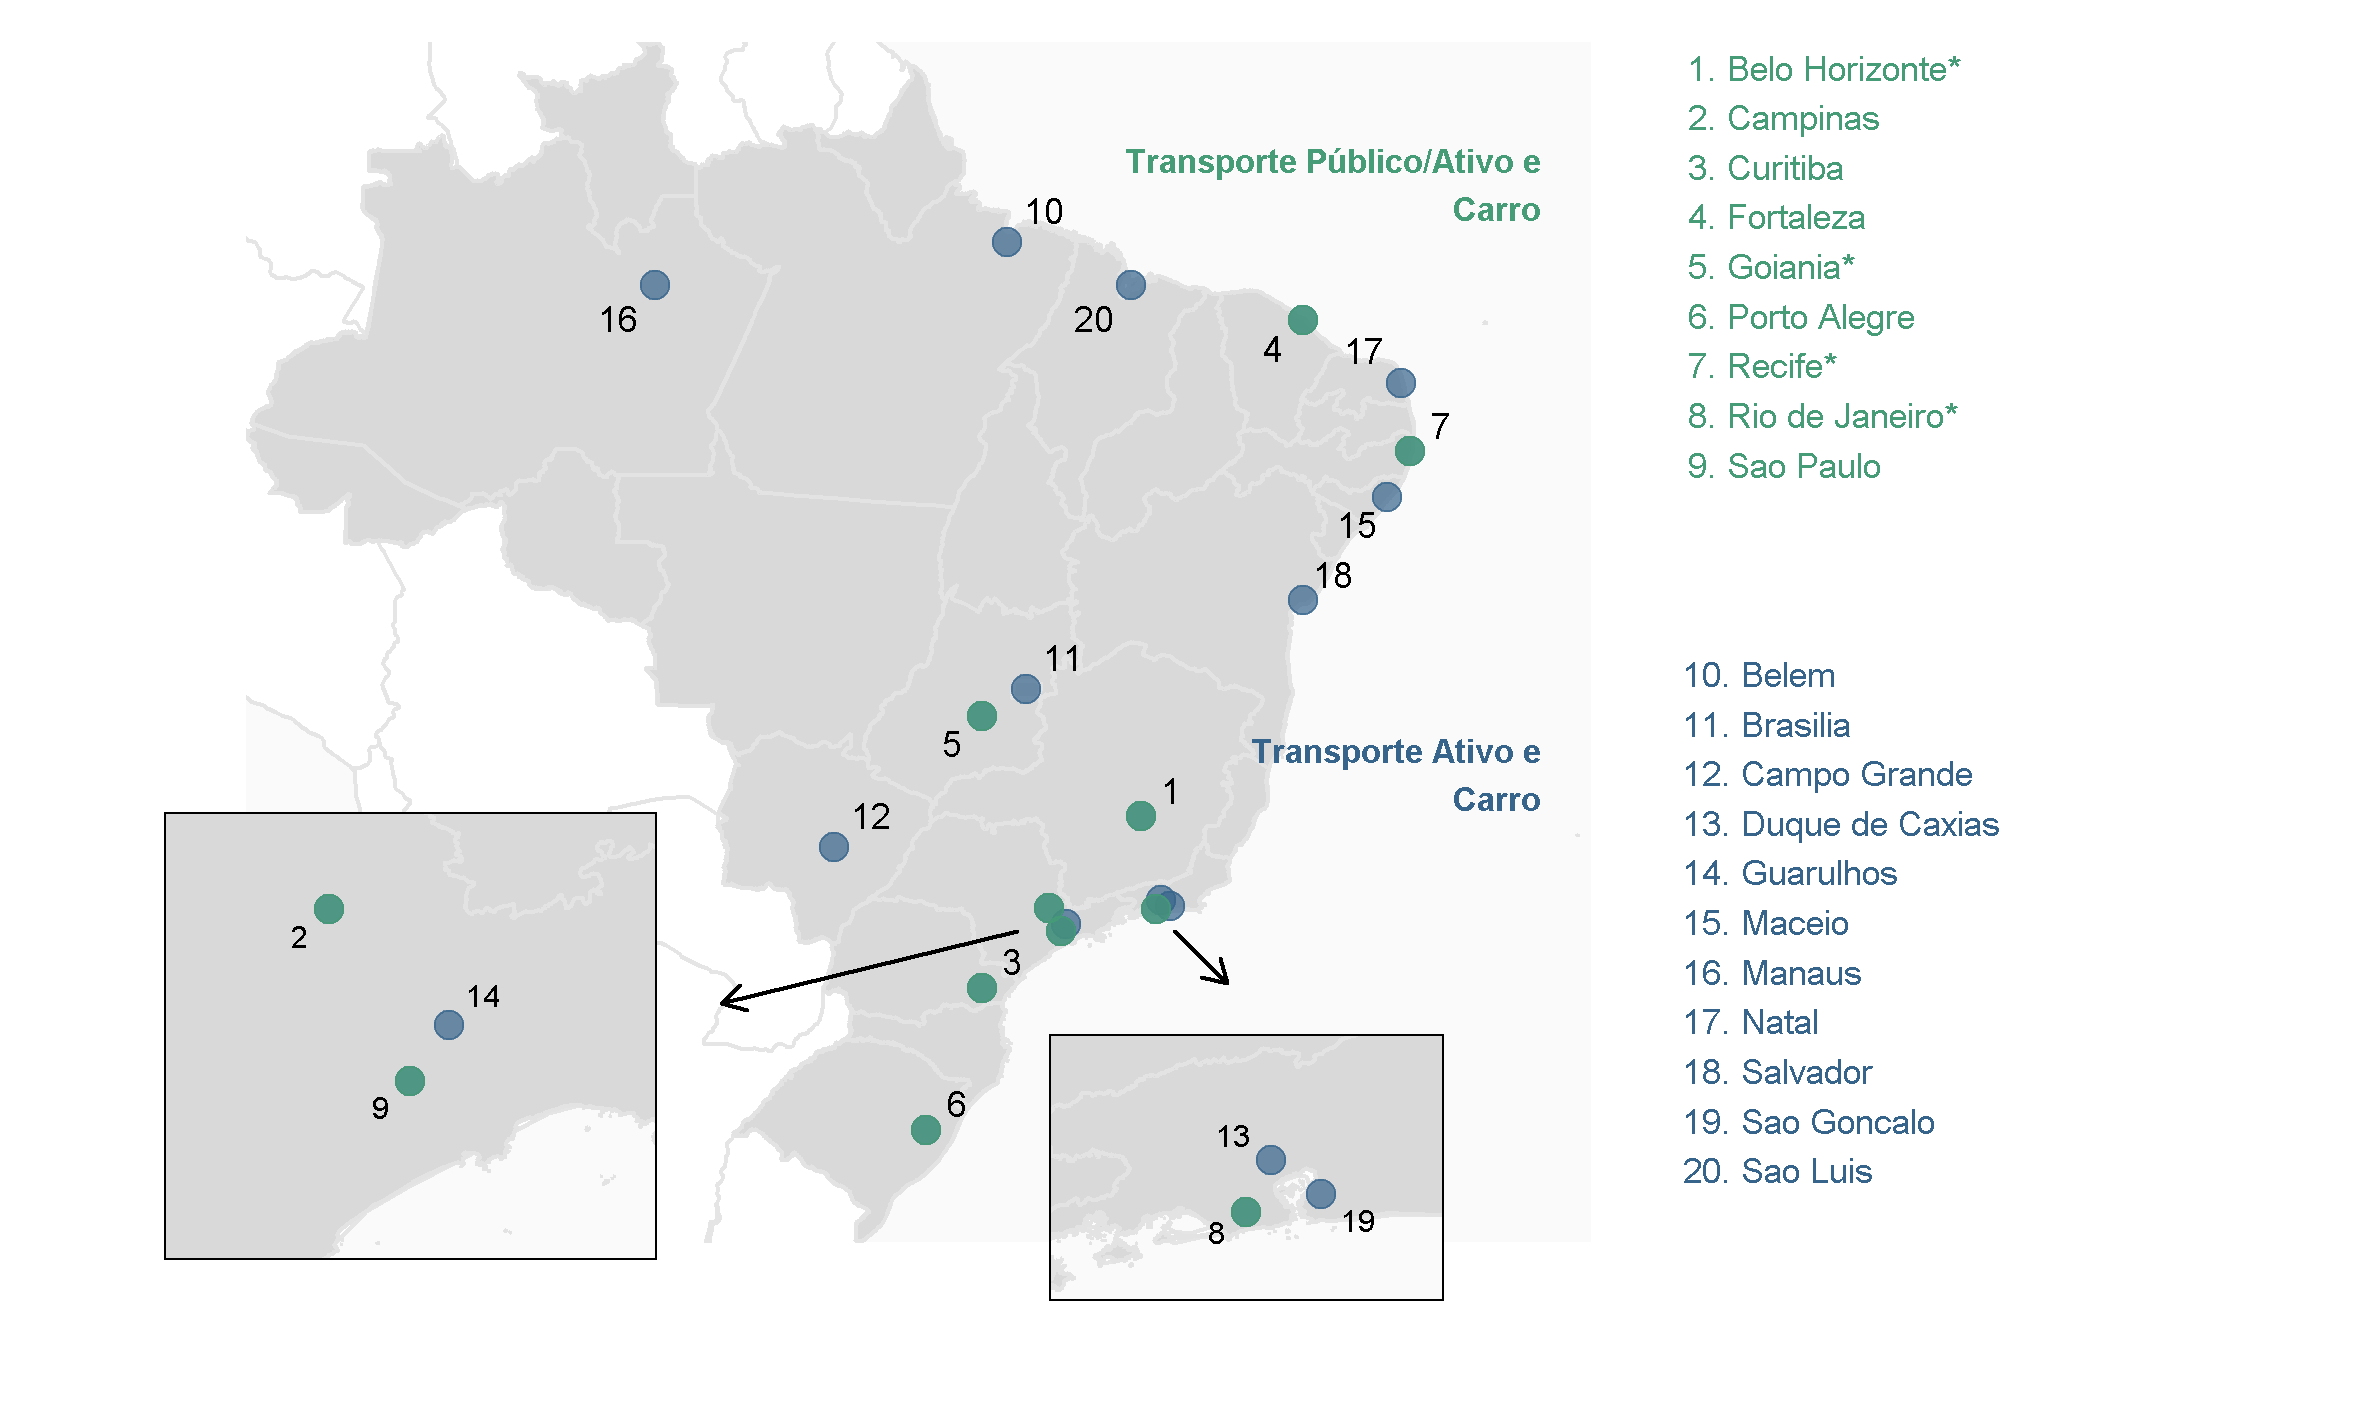 Transporte Público/Ativo e
Carro
10
16
20
4
17
7
15
18
11
5
1
12
3
6
2
14
9
13
8
19
Transporte Ativo e
Carro
1. Belo Horizonte*
2. Campinas
3. Curitiba
4. Fortaleza
5. Goiania*
6. Porto Alegre
7. Recife*
8. Rio de Janeiro*
9. Sao Paulo
10. Belem
11. Brasilia
12. Campo Grande
13. Duque de Caxias
14. Guarulhos
15. Maceio
16. Manaus
17. Natal
18. Salvador
19. Sao Goncalo
20. Sao Luis